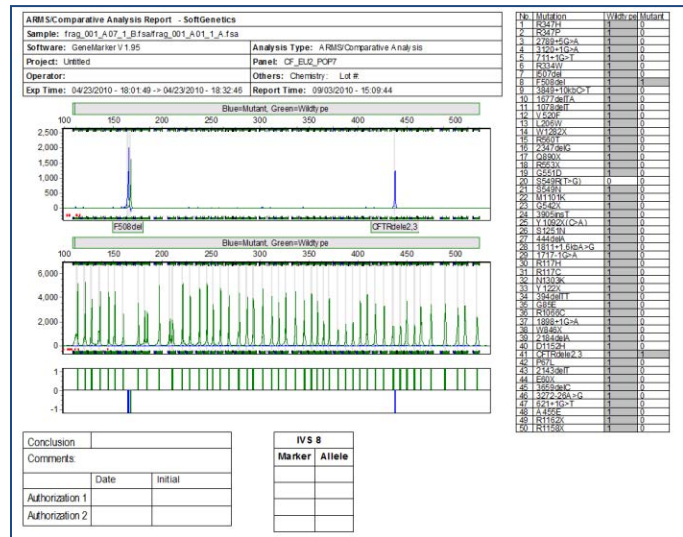 ARMS/Comparative Analysis Report - SoftGenetics
Sample: frag_001_A07_1_B.fsafrag_001_A01_1_A.fsa
Software: GeneMarker V 1.95 Analysis Type: ARMS/Comparative Analysis
Project: Untitled Panel: CF_EU2_POP7
Operator: Others: Chemistry: Lot #:
Exp Time: 04/23/2010 - 18:01:49 -> 04/23/2010 - 18:32:46 Report Time: 09/03/2010 - 15:09:44
Blue=Mutant, Green=Wildtype
100 150 200 250 300 350 400 450 500
2,500
2,000
1,500
1,000
500
0
F508del CFTRdele2,3
Blue=Mutant, Green=Wildtype
100 150 200 250 300 350 400 450 500
6,000
4,000
2,000
0
1
0
-1
Conclusion
Comments:
Date Initial
Authorization 1
Authorization 2
IVS 8
Marker Allele
No. Mutation Wildtype Mutant
1 R347H 1 0
2 R347P 1 0
3 2789+5G>A 1 0
4 3120+1G>A 1 0
5 711+1G>T 1 0
6 R334W 1 0
7 I507del 1 0
8 F508del 1 1
9 3849+10kbC>T 1 0
10 1677delTA 1 0
11 1078delT 1 0
12 V520F 1 0
13 L206W 1 0
14 W1282X 1 0
15 R560T 1 0
16 2347delG 1 0
17 Q890X 1 0
18 R553X 1 0
19 G551D 1 0
20 S549R(T>G) 0 0
21 S549N 1 0
22 M1101K 1 0
23 G542X 1 0
24 3905insT 1 0
25 Y1092X(C>A) 1 0
26 S1251N 1 0
27 444delA 1 0
28 1811+1.6kbA>G 1 0
29 1717-1G>A 1 0
30 R117H 1 0
31 R117C 1 0
32 N1303K 1 0
33 Y122X 1 0
34 394delTT 1 0
35 G85E 1 0
36 R1066C 1 0
37 1898+1G>A 1 0
38 W846X 1 0
39 2184delA 1 0
40 D1152H 1 0
41 CFTRdele2,3 1 1
42 P67L 1 0
43 2143delT 1 0
44 E60X 1 0
45 3659delC 1 0
46 3272-26A>G 1 0
47 621+1G>T 1 0
48 A455E 1 0
49 R1162X 1 0
50 R1158X 1 0